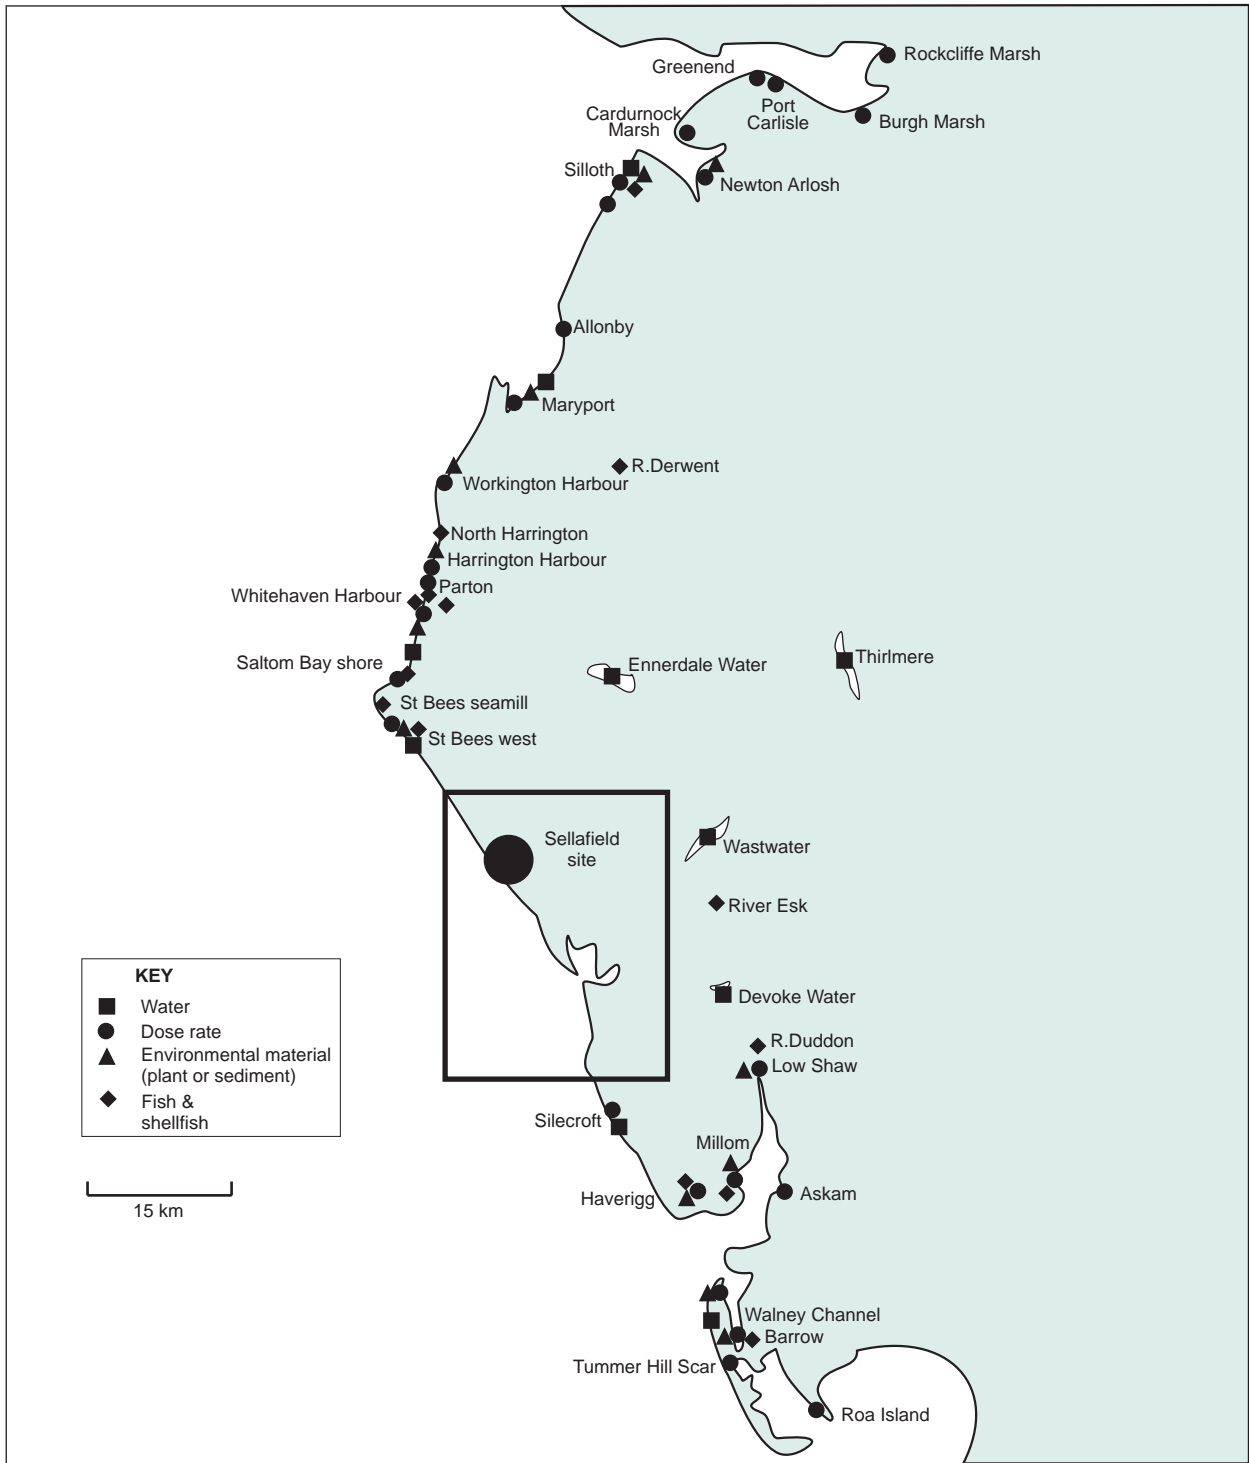 Rockcliffe Marsh
Greenend
Port
Carlisle
Cardurnock
Marsh
Burgh Marsh
Silloth
Newton Arlosh
Allonby
Maryport
R.Derwent
Workington Harbour
North Harrington
Harrington Harbour
Parton
Whitehaven Harbour
Saltom Bay shore
Ennerdale Water
Thirlmere
St Bees seamill
St Bees west
Sellafield
site
Wastwater
River Esk
KEY
Water
Dose rate
Environmental material
(plant or sediment)
Fish &
shellfish
Devoke Water
R.Duddon
Low Shaw
Silecroft
Millom
Haverigg
Askam
15 km
Walney Channel
Barrow
Tummer Hill Scar
Roa Island